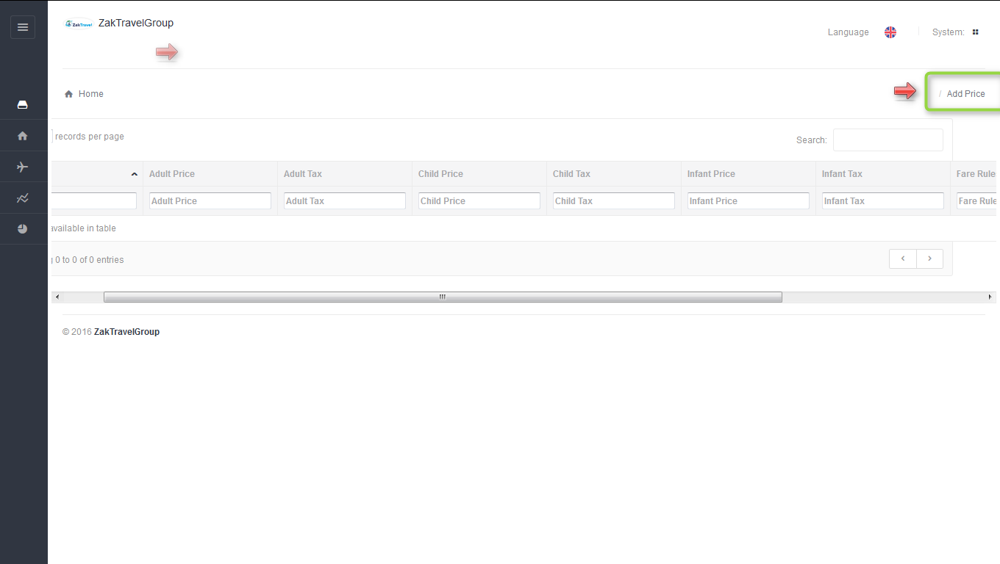 ZakTravel ZakTravelGroup
Language System:
Home
/ Add Price
records per page
Search:
Adult Price Adult Tax Child Price Child Tax Infant Price Infant Tax Fare Rule
Adult Price Adult Tax Child Price Child Tax Infant Price Infant Tax Fare Rule
available in table
0 to 0 of 0 entries
© 2016 ZakTravelGroup